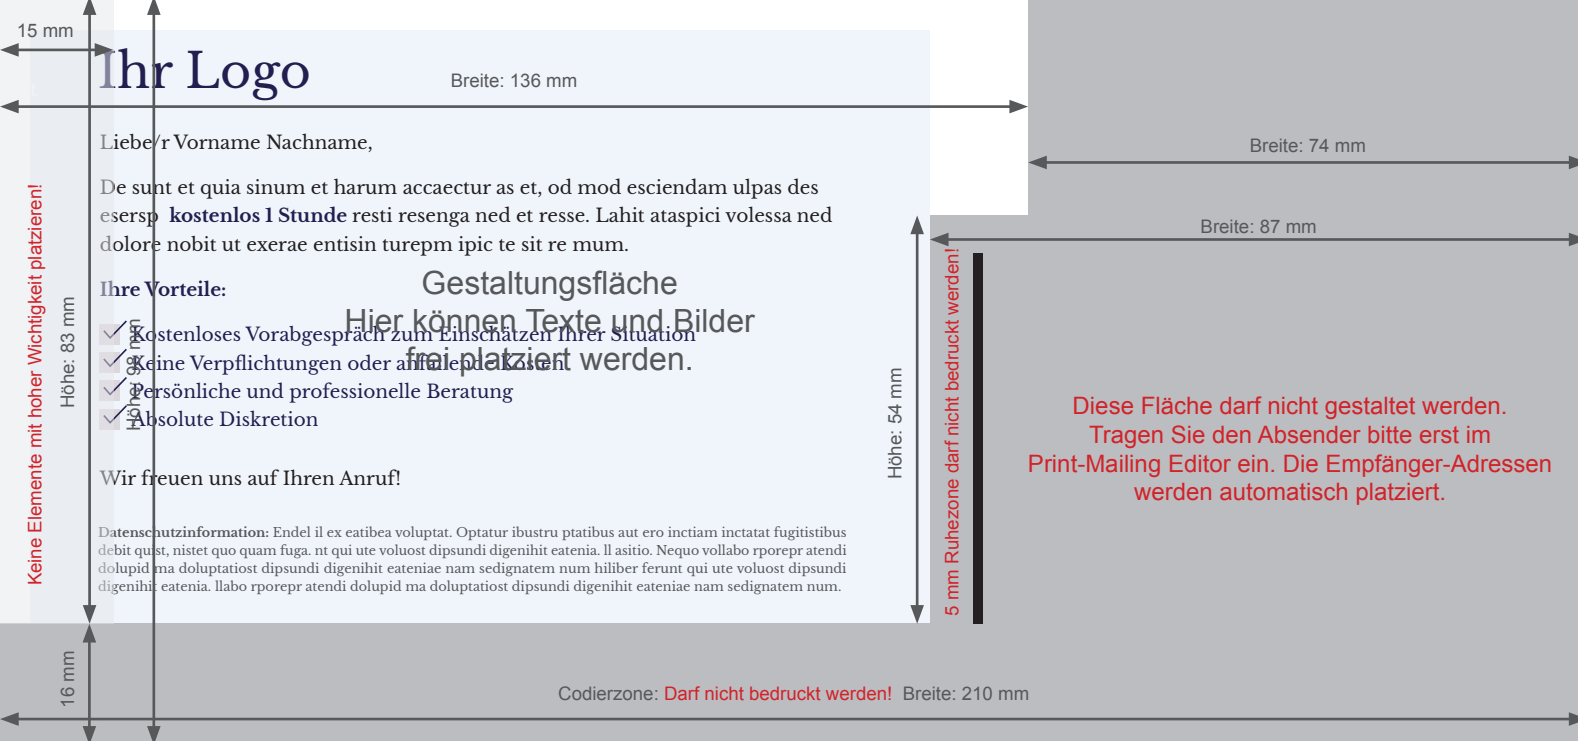 15 mm
Ihr Logo
Breite: 136 mm
Liebe/r Vorname Nachname,
De sunt et quia sinum et harum accaectur as et, od mod esciendam ulpas des
esersp kostenlos 1 Stunde resti resenga ned et resse. Lahit ataspici volessa ned
dolore nobit ut exerae entisin turepm ipic te sit re mum.
Ihre Vorteile:
Kostenloses Vorabgespräch zum Einschätzen Ihrer Situation
Keine Verpflichtungen oder anfallende Kosten
Persönliche und professionelle Beratung
Absolute Diskretion
Wir freuen uns auf Ihren Anruf!
Datenschutzinformation: Endel il ex eatibea voluptat. Optatur ibustru ptatibus aut ero inctiam inctatat fugitistibus
debit quist, nistet quo quam fuga. nt qui ute voluost dipsundi digenihit eatenia. ll asitio. Nequo vollabo rporepr atendi
dolupid ma doluptatiost dipsundi digenihit eateniae nam sedignatem num hiliber ferunt qui ute voluost dipsundi
digenihit eatenia. llabo rporepr atendi dolupid ma doluptatiost dipsundi digenihit eateniae nam sedignatem num.
Gestaltungsfläche
Hier können Texte und Bilder
frei platziert werden.
Keine Elemente mit hoher Wichtigkeit platzieren!
Höhe: 83 mm
Höhe: 98 mm
Höhe: 54 mm
5 mm Ruhezone darf nicht bedruckt werden!
Breite: 74 mm
Breite: 87 mm
Diese Fläche darf nicht gestaltet werden.
Tragen Sie den Absender bitte erst im
Print-Mailing Editor ein. Die Empfänger-Adressen
werden automatisch platziert.
16 mm
Codierzone: Darf nicht bedruckt werden! Breite: 210 mm